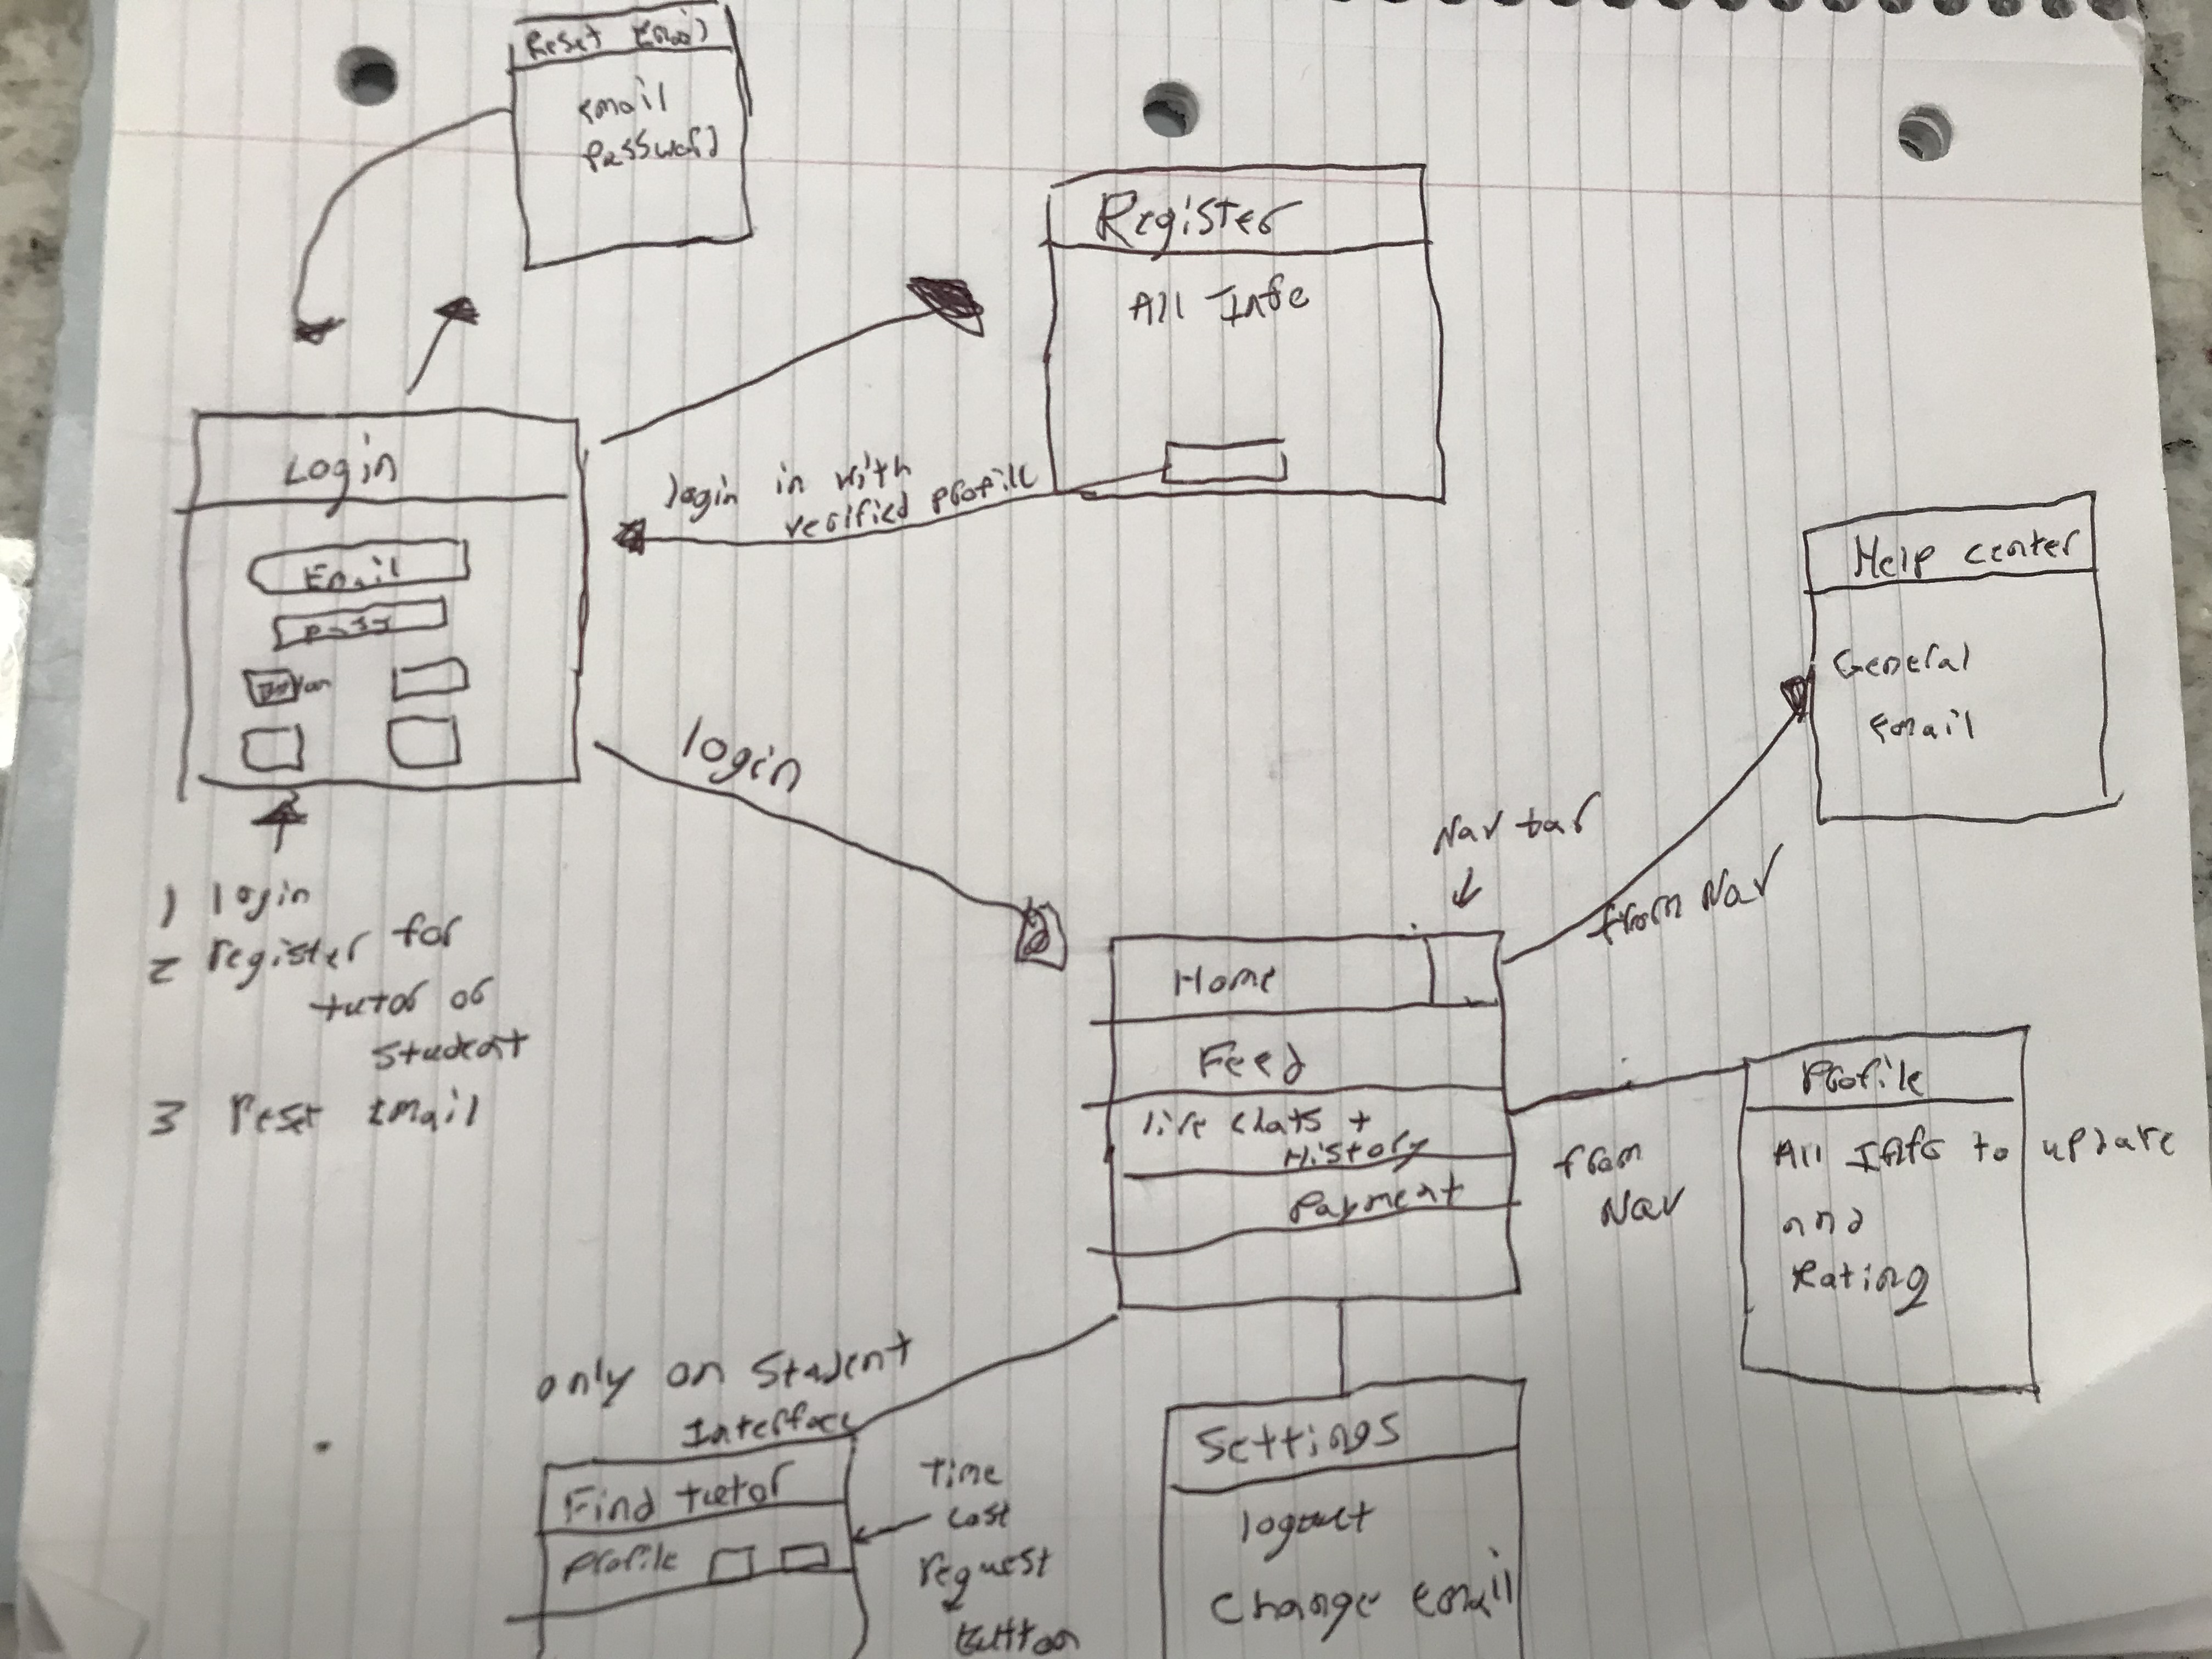 Reset Email
email
Password
Login
Email
Pass
1) login
2 register for
tutor or
student
3 reset email
login in with
verified profile
Register
All Info
login
Nav bar
Home
Feed
live chats +
History
Payment
from Nav
Help center
General
email
from
Nav
Profile
All Info to update
and
Rating
only on student
Interface
Find tutor
profile
Time
cost
request
button
Settings
logout
change email